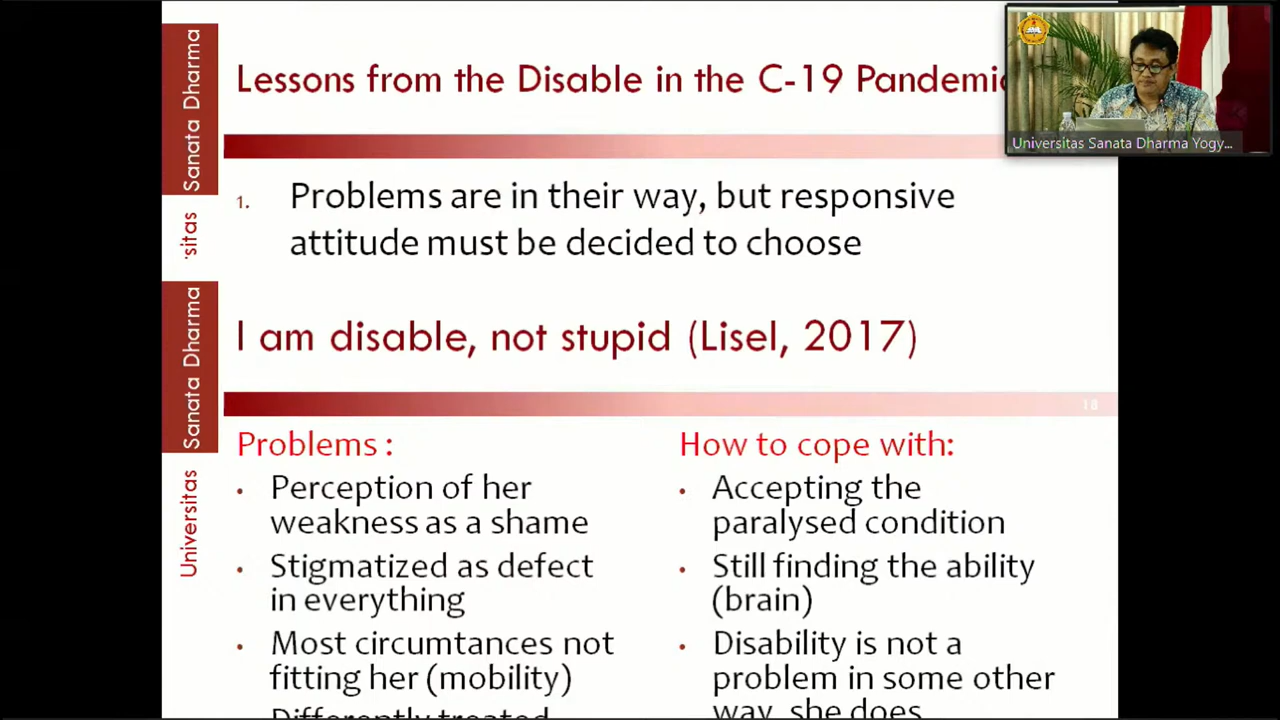 Sanata Dharma
Lessons from the Disable in the C-19 Pandemic
Universitas Sanata Dharma Yogy...
1. Problems are in their way, but responsive
attitude must be decided to choose
sitas
Universitas Sanata Dharma
I am disable, not stupid (Lisel, 2017)
18
Problems :
• Perception of her
weakness as a shame
• Stigmatized as defect
in everything
• Most circumtances not
fitting her (mobility)
Differently treated
How to cope with:
• Accepting the
paralysed condition
• Still finding the ability
(brain)
• Disability is not a
problem in some other
way, she does